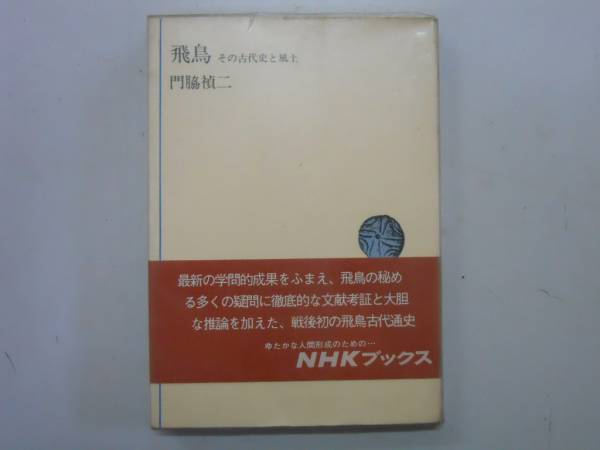 飛鳥 その古代史と風土
門脇禎二
最新の学問的成果をふまえ、飛鳥の秘め
る多くの疑問に徹底的な文献考証と大胆
な推論を加えた、戦後初の飛鳥古代通史
ゆたかな人間形成のための…
NHKブックス